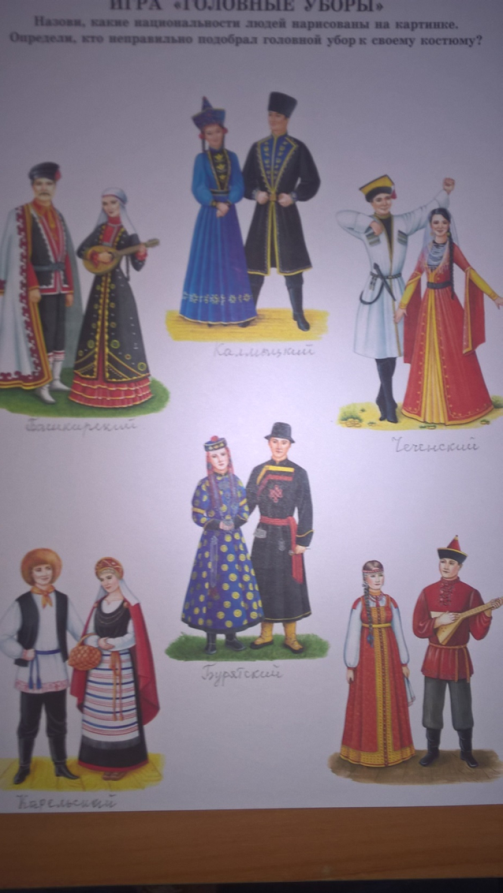 ИГРА «ГОЛОВНЫЕ УБОРЫ»
Назови, какие национальности людей нарисованы на картинке.
Определи, кто неправильно подобрал головной убор к своему костюму?
Калмыцкий
Башкирский
Чеченский
Бурятский
Карельский